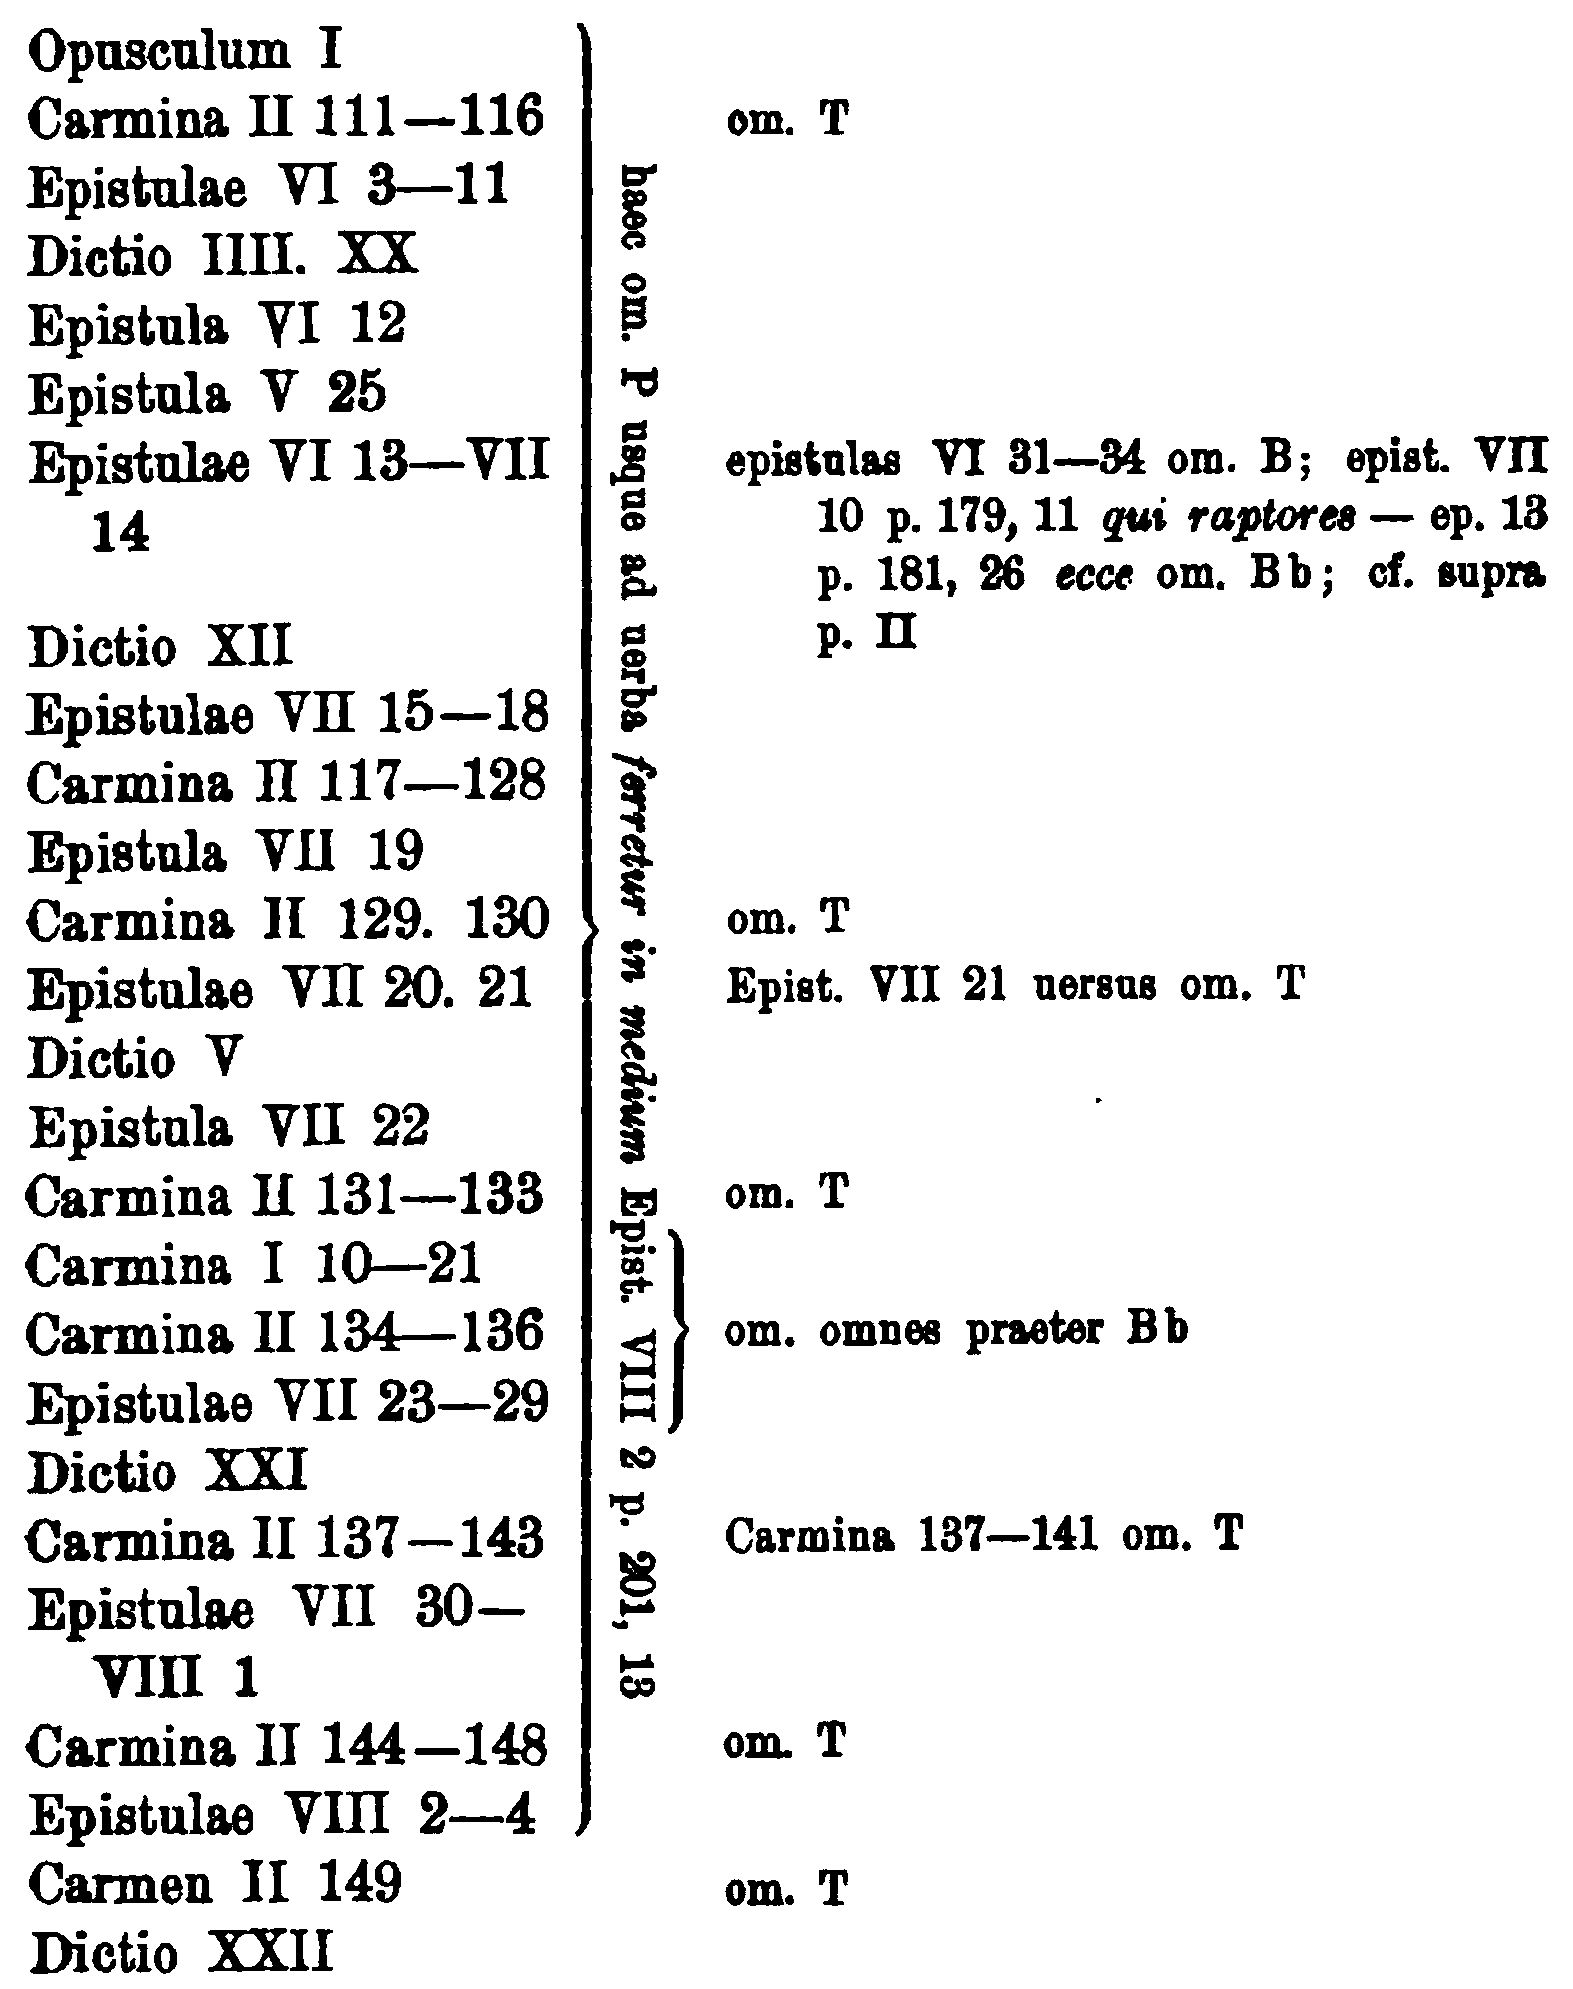 Opusculum I
Carmina II 111—116 om. T
Epistulae VI 3—11
Dictio IIII. XX
Epistula VI 12
Epistula V 25
Epistulae VI 13—VII epistulas VI 31—34 om. B; epist. VII
14 10 p. 179, 11 qui raptores — ep. 13
p. 181, 26 ecce om. Bb; cf. supra
Dictio XII p. II
Epistulae VII 15—18
Carmina II 117—128
Epistula VII 19
Carmina II 129. 130 om. T
Epistulae VII 20. 21 Epist. VII 21 uersus om. T
Dictio V
Epistula VII 22
Carmina II 131—133 om. T
Carmina I 10—21
Carmina II 134—136 om. omnes praeter Bb
Epistulae VII 23—29
Dictio XXI
Carmina II 137—143 Carmina 137—141 om. T
Epistulae VII 30—
VIII 1
Carmina II 144—148 om. T
Epistulae VIII 2—4
Carmen II 149 om. T
Dictio XXII
haec om. P usque ad uerba ferretur in medium Epist. VIII 2 p. 201, 13